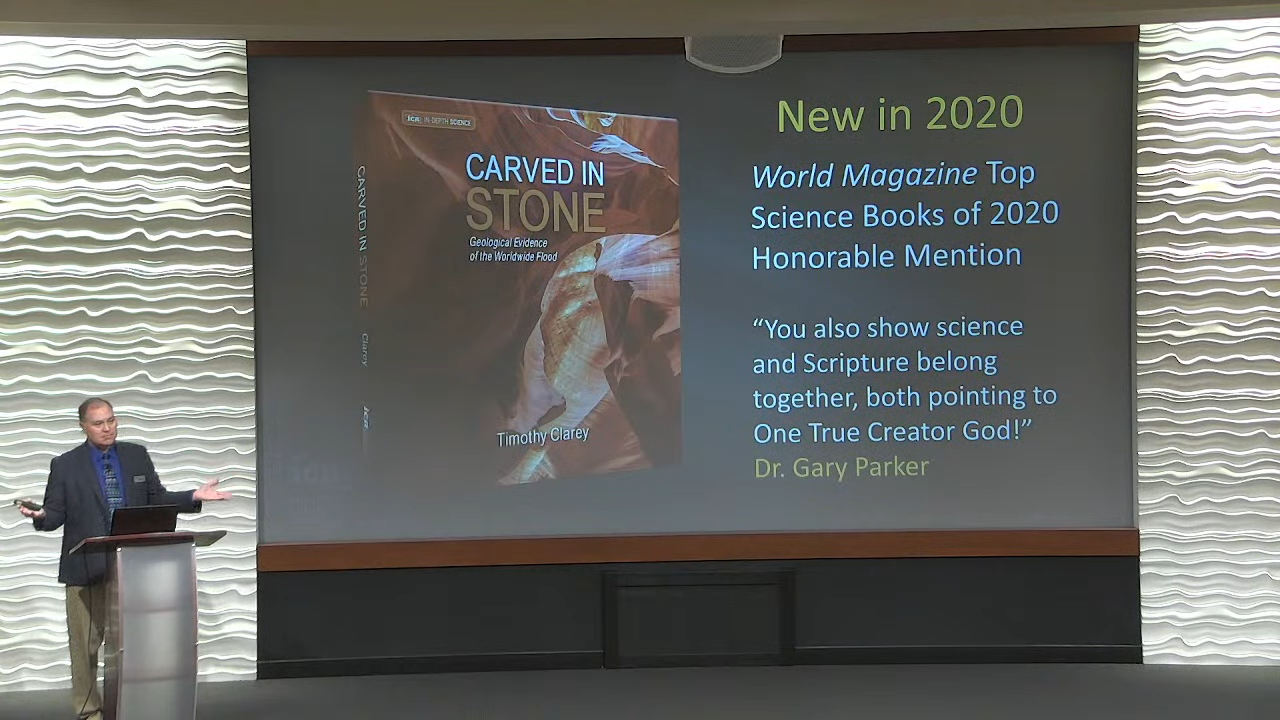 icr IN-DEPTH SCIENCE
CARVED IN
STONE
Geological Evidence
of the Worldwide Flood
Timothy Clarey
CARVED IN STONE
Clarey
icr
New in 2020
World Magazine Top
Science Books of 2020
Honorable Mention
“You also show science
and Scripture belong
together, both pointing to
One True Creator God!”
Dr. Gary Parker